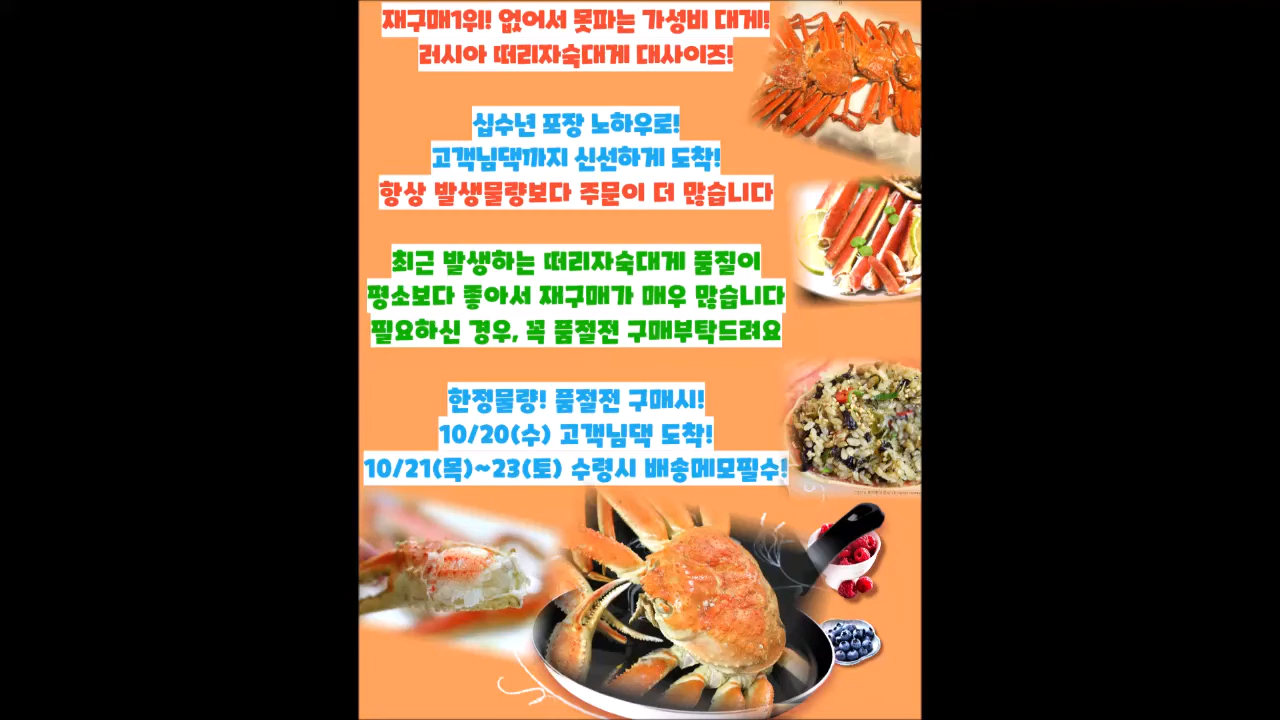 재구매1위! 없어서 못파는 가성비 대게!
러시아 떠리자숙대게 대사이즈!
십수년 포장 노하우로!
고객님댁까지 신선하게 도착!
항상 발생물량보다 주문이 더 많습니다
최근 발생하는 떠리자숙대게 품질이
평소보다 좋아서 재구매가 매우 많습니다
필요하신 경우, 꼭 품절전 구매부탁드려요
한정물량! 품절전 구매시!
10/20(수) 고객님댁 도착!
10/21(목)~23(토) 수령시 배송메모필수!